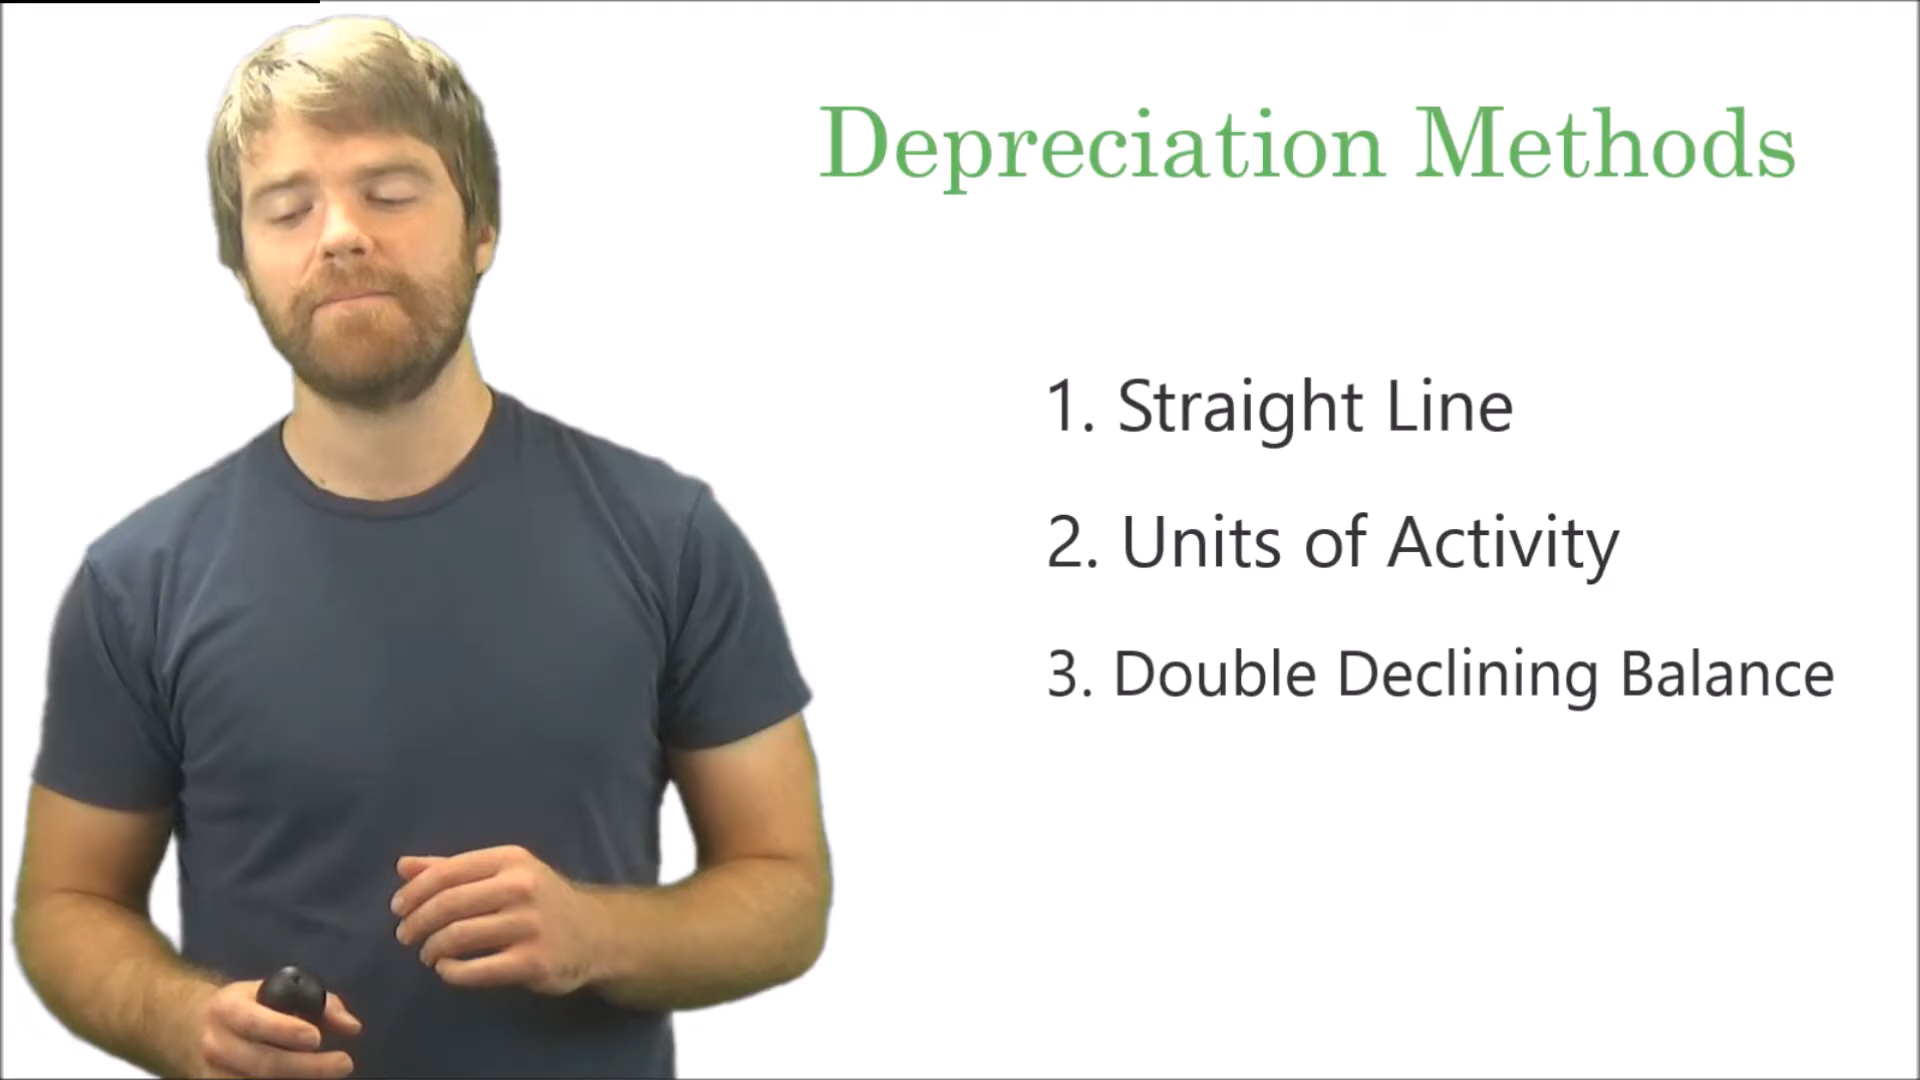 Depreciation Methods
1. Straight Line
2. Units of Activity
3. Double Declining Balance